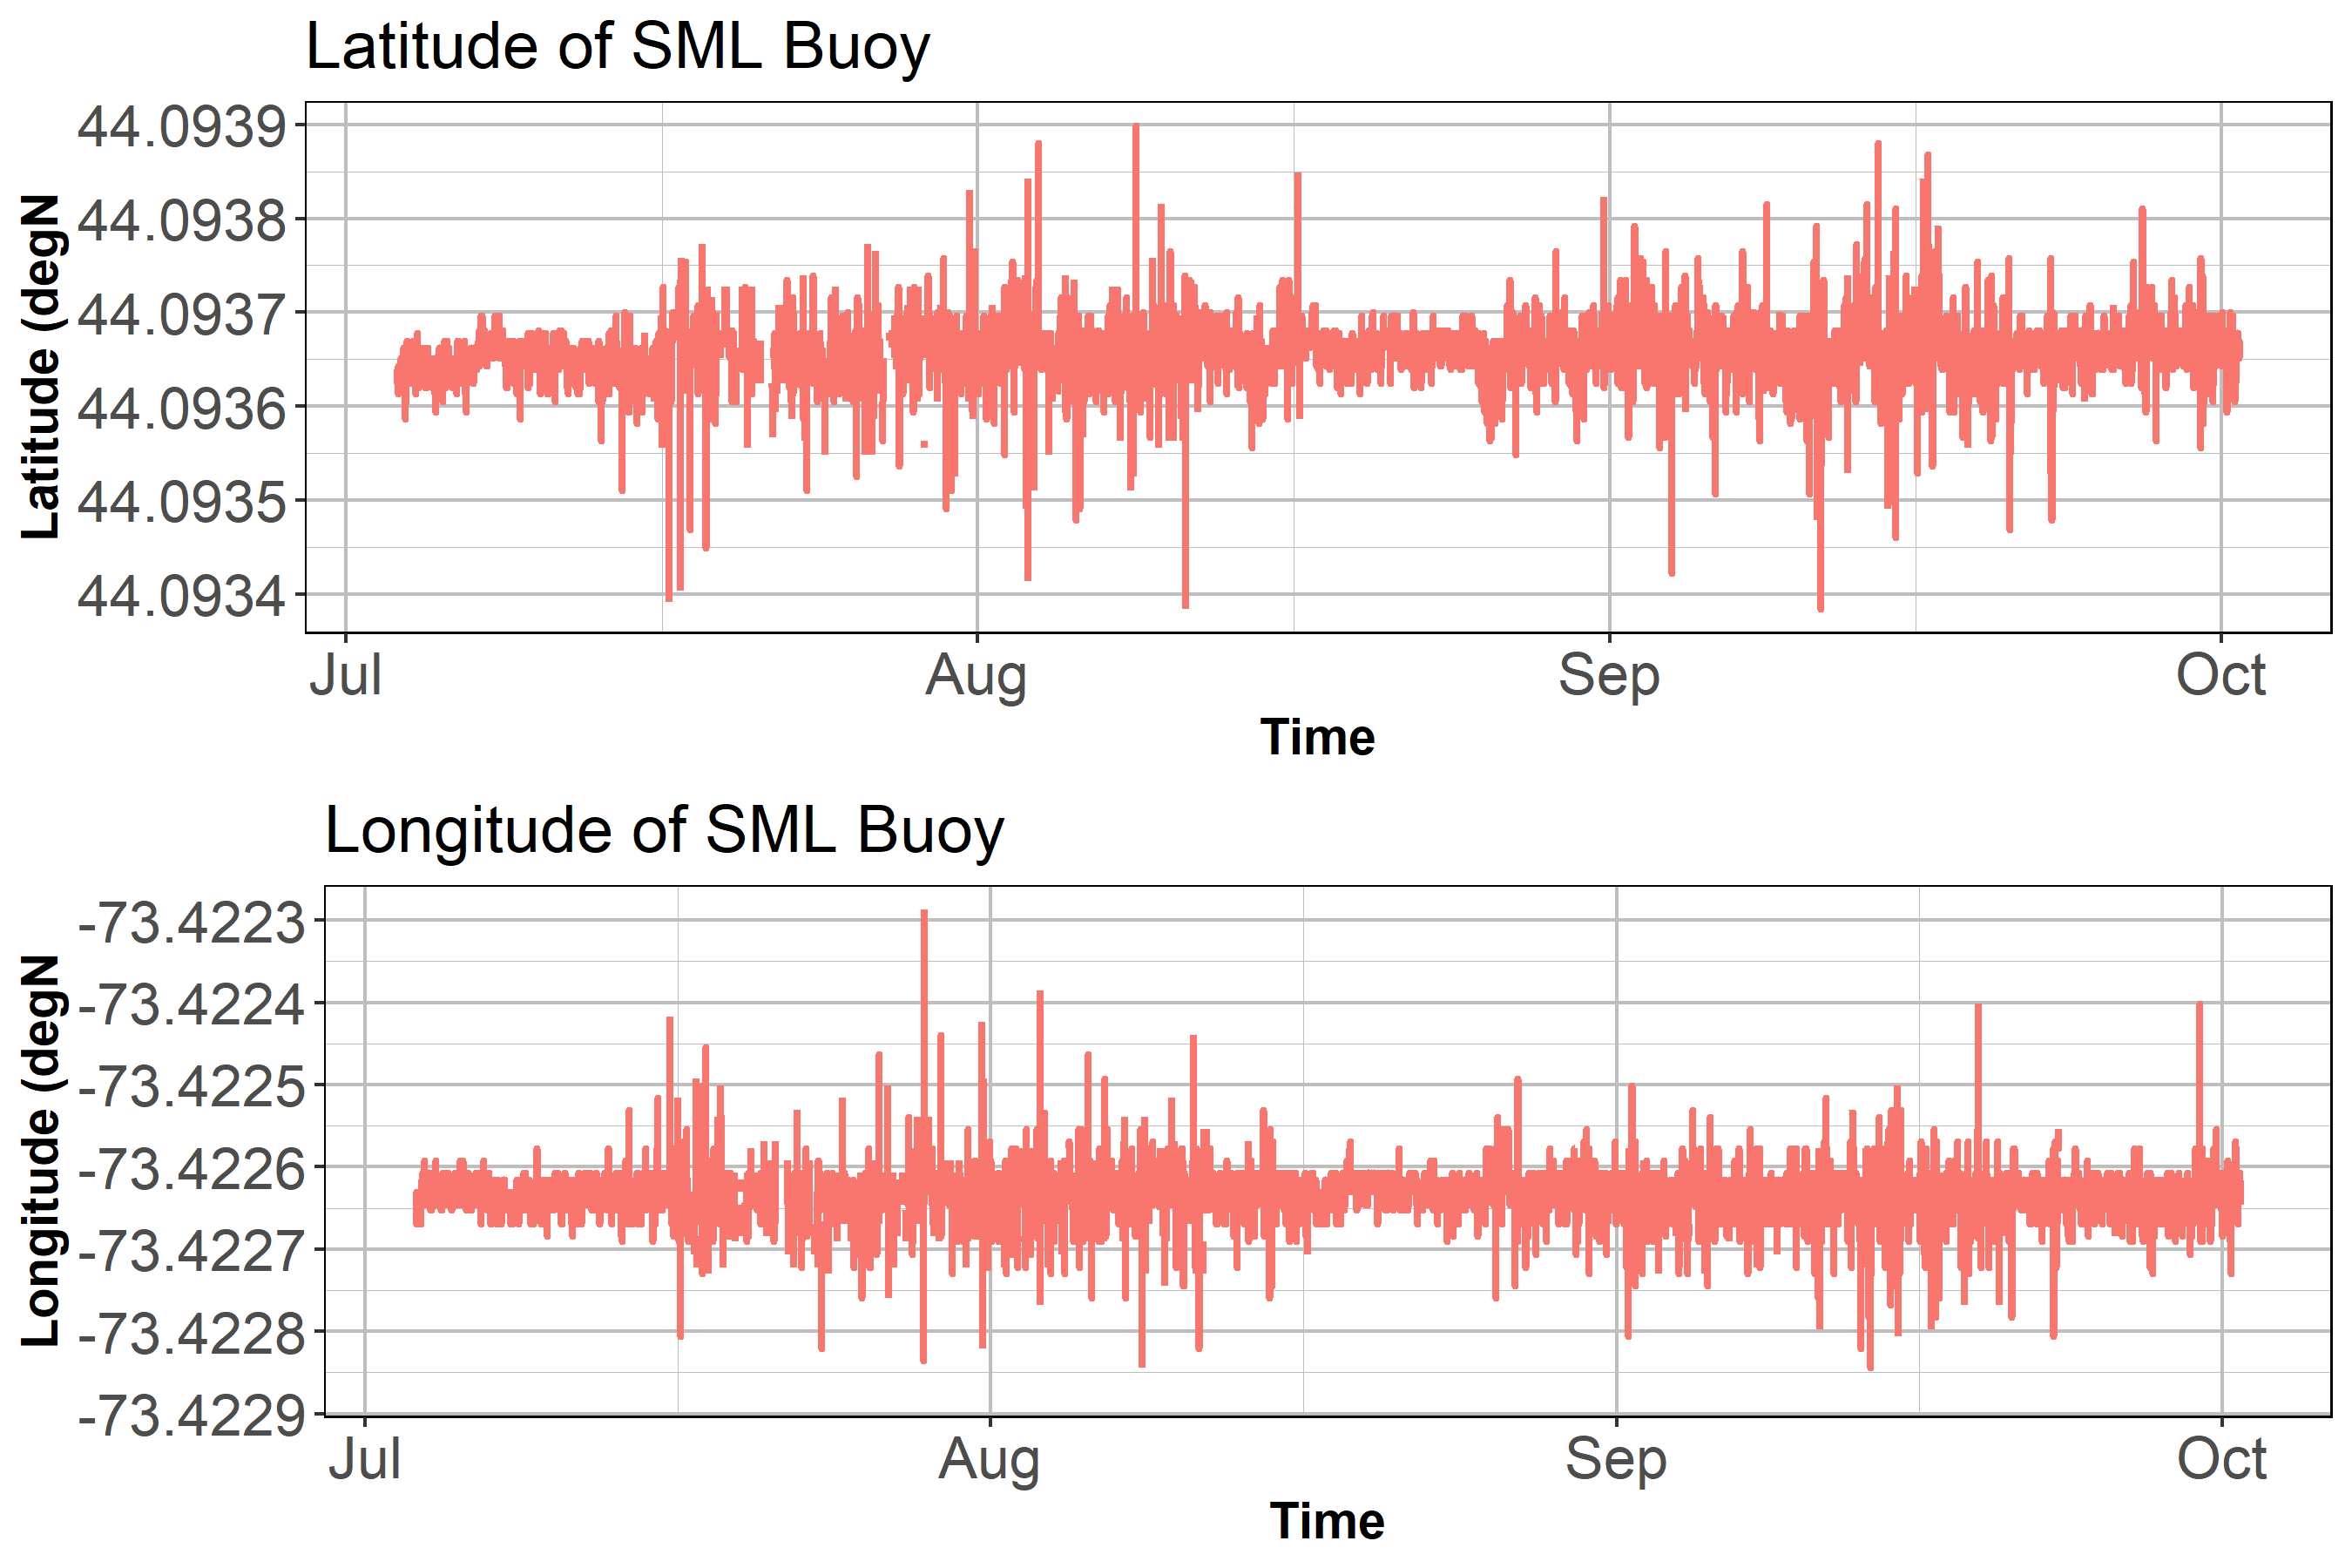 Latitude of SML Buoy
44.0939
44.0938
44.0937
44.0936
44.0935
44.0934
Latitude (degN
Jul Aug Sep Oct
Time
Longitude of SML Buoy
-73.4223
-73.4224
-73.4225
-73.4226
-73.4227
-73.4228
-73.4229
Longitude (degN
Jul Aug Sep Oct
Time